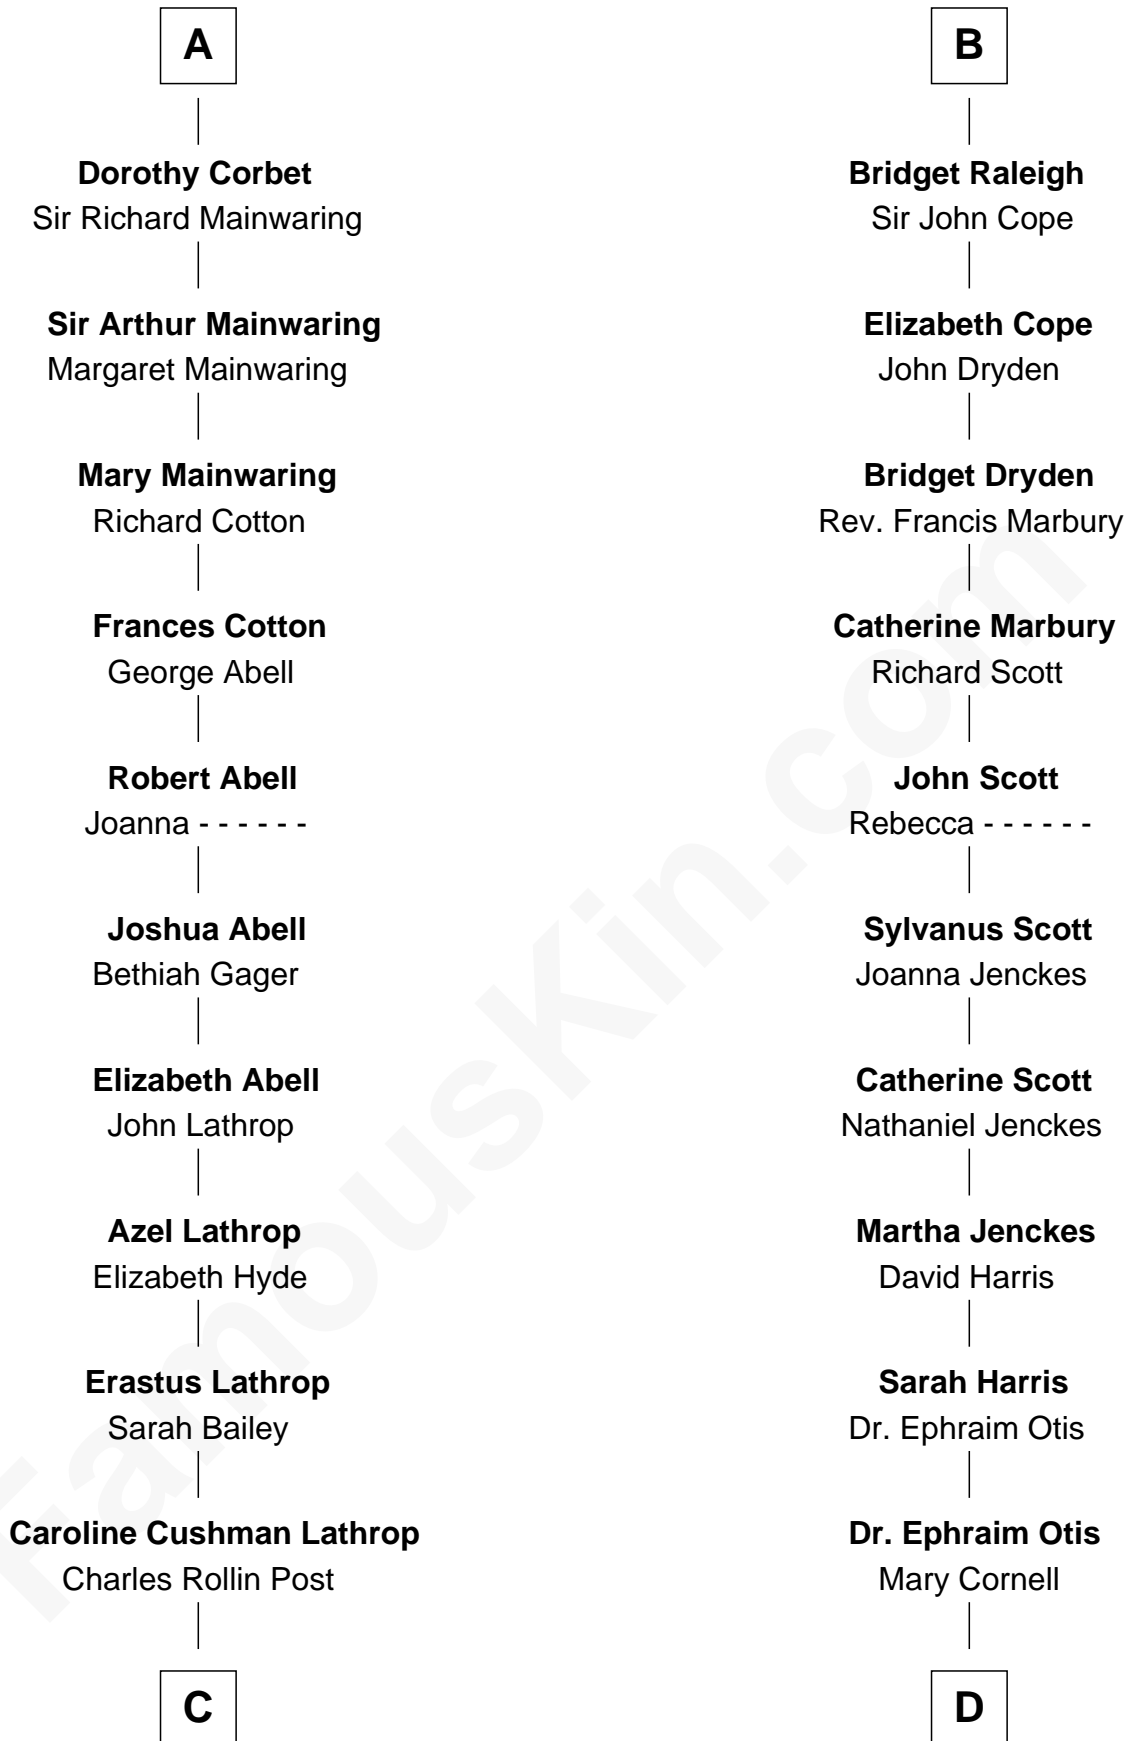 A
Dorothy Corbet
Sir Richard Mainwaring
Sir Arthur Mainwaring
Margaret Mainwaring
Mary Mainwaring
Richard Cotton
Frances Cotton
George Abell
Robert Abell
Joanna - - - - - -
Joshua Abell
Bethiah Gager
Elizabeth Abell
John Lathrop
Azel Lathrop
Elizabeth Hyde
Erastus Lathrop
Sarah Bailey
Caroline Cushman Lathrop
Charles Rollin Post
C
B
Bridget Raleigh
Sir John Cope
Elizabeth Cope
John Dryden
Bridget Dryden
Rev. Francis Marbury
Catherine Marbury
Richard Scott
John Scott
Rebecca - - - - - -
Sylvanus Scott
Joanna Jenckes
Catherine Scott
Nathaniel Jenckes
Martha Jenckes
David Harris
Sarah Harris
Dr. Ephraim Otis
Dr. Ephraim Otis
Mary Cornell
D
FamousKin.com